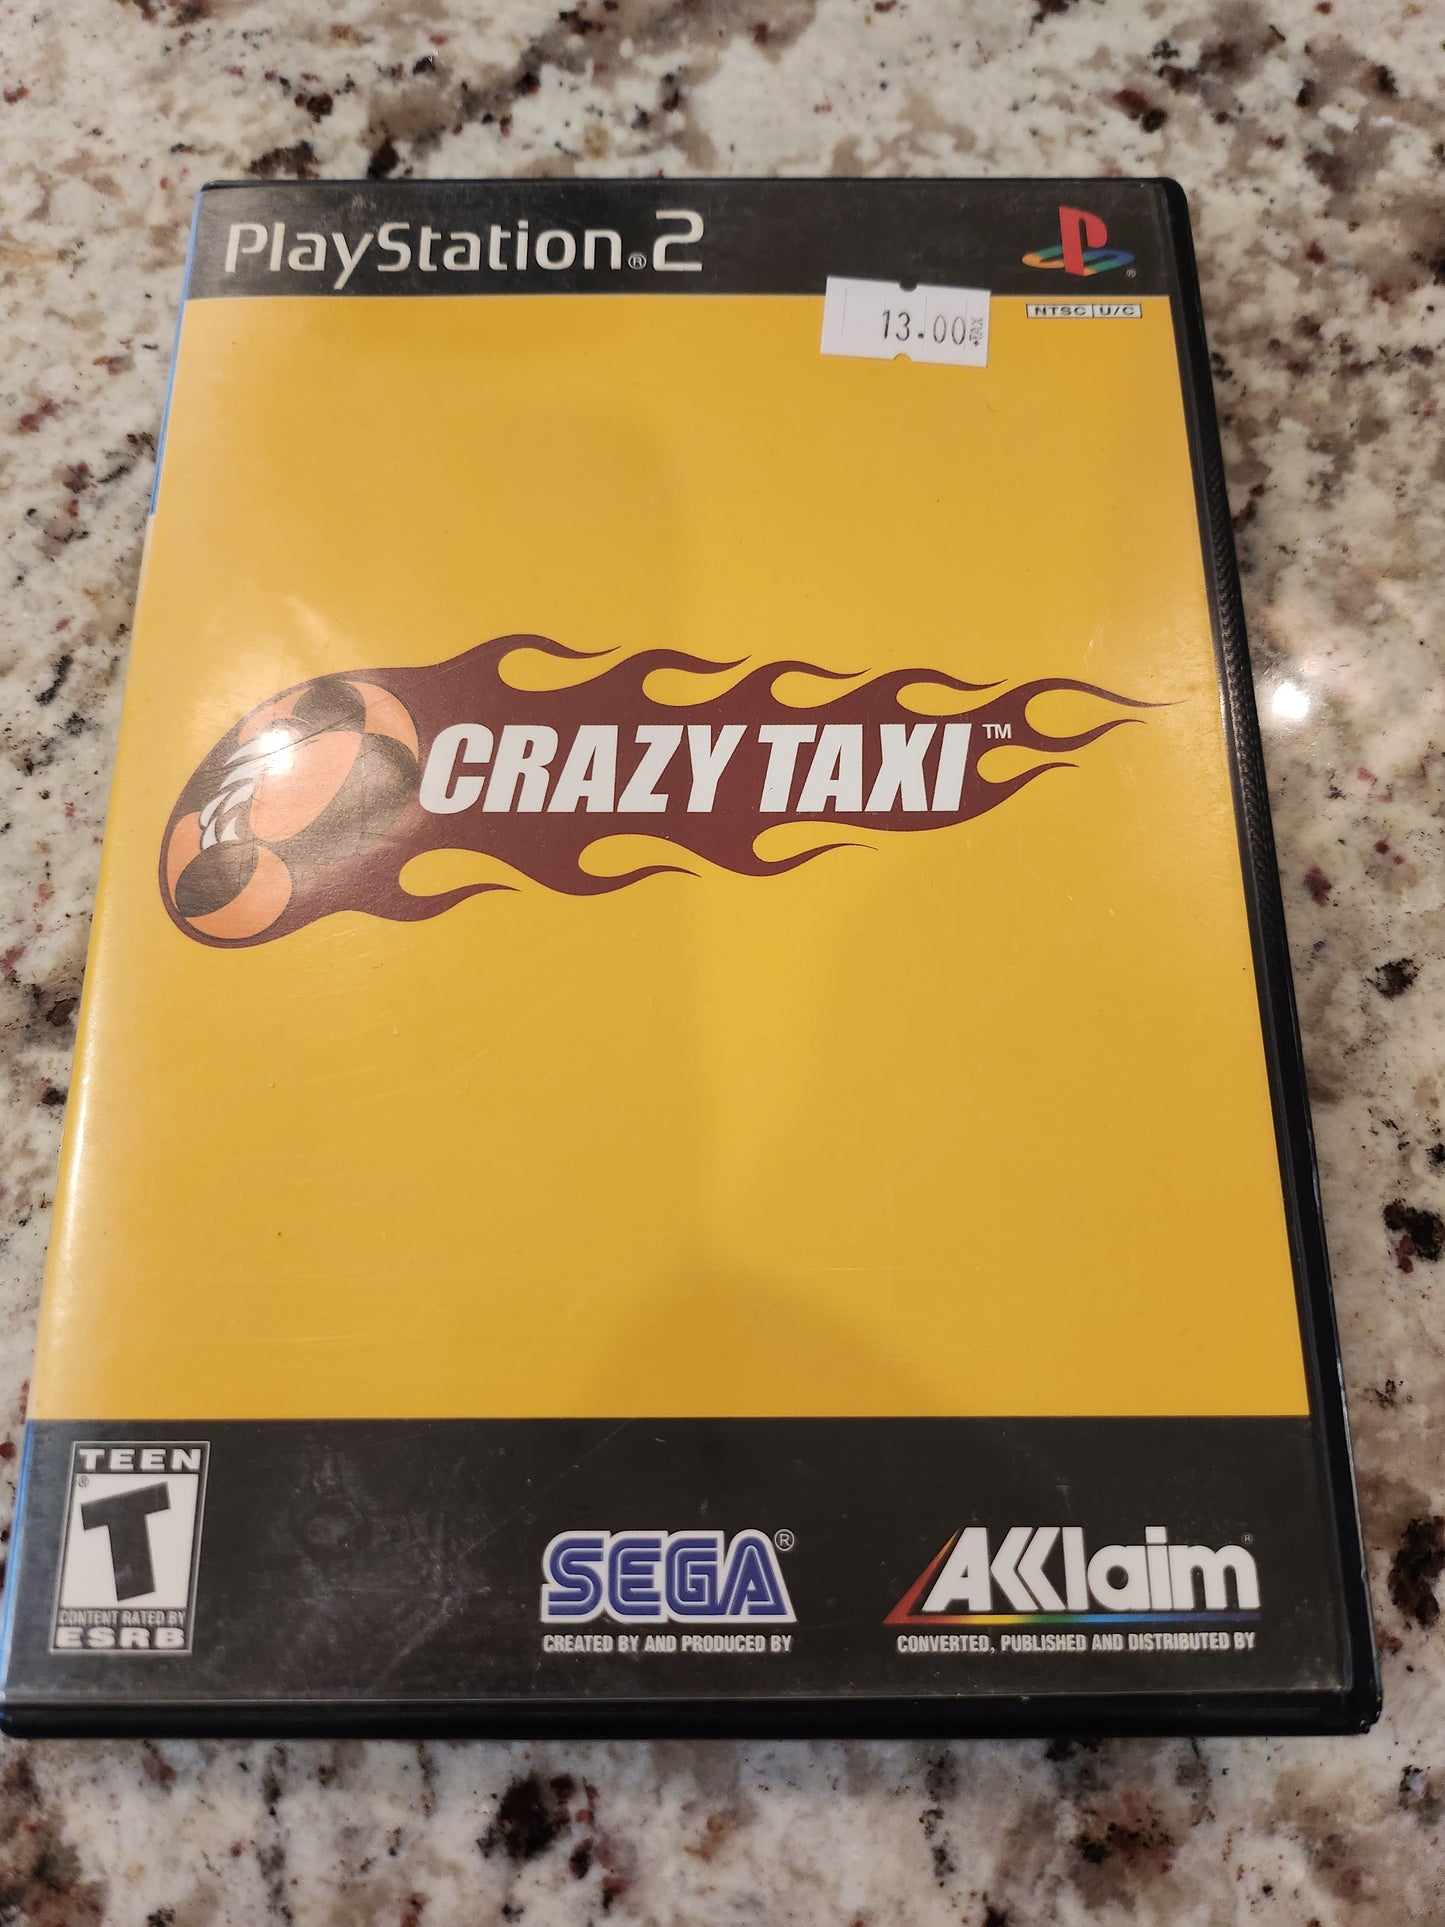 PlayStation®2
NTSC U/C
13.00 +TAX
CRAZY TAXI™
TEEN
T
®
CONTENT RATED BY
ESRB
SEGA®
CREATED BY AND PRODUCED BY
AKKlaim®
CONVERTED, PUBLISHED AND DISTRIBUTED BY